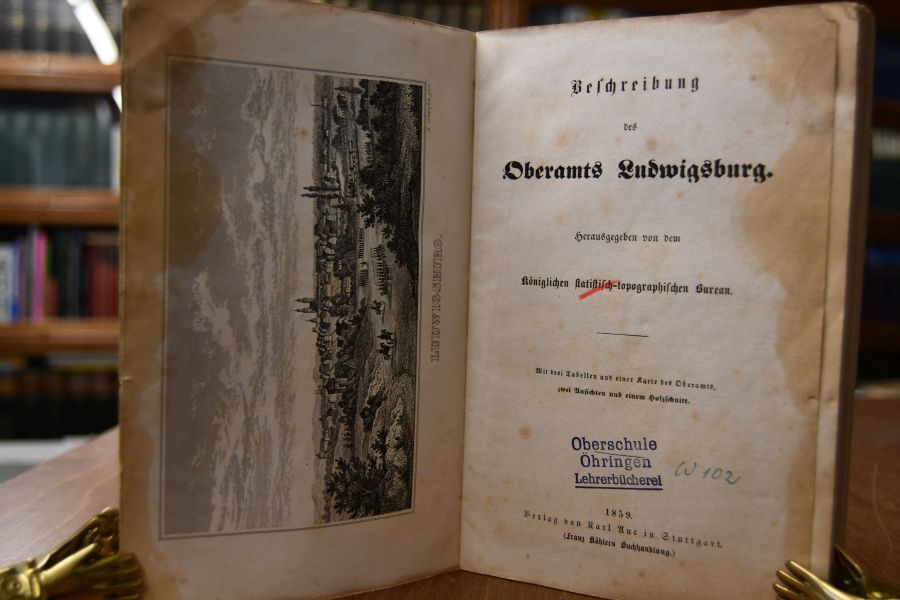 LUDWIGSBURG.
Beschreibung
des
Oberamts Ludwigsburg.
Herausgegeben von dem
Königlichen statistisch-topographischen Bureau.
Mit drei Tabellen und einer Karte des Oberamts,
zwei Ansichten und einem Holzschnitt.
Oberschule
Öhringen
Lehrerbücherei
W 102
1859.
Verlag von Karl Aue in Stuttgart.
(Franz Köhlers Buchhandlung.)